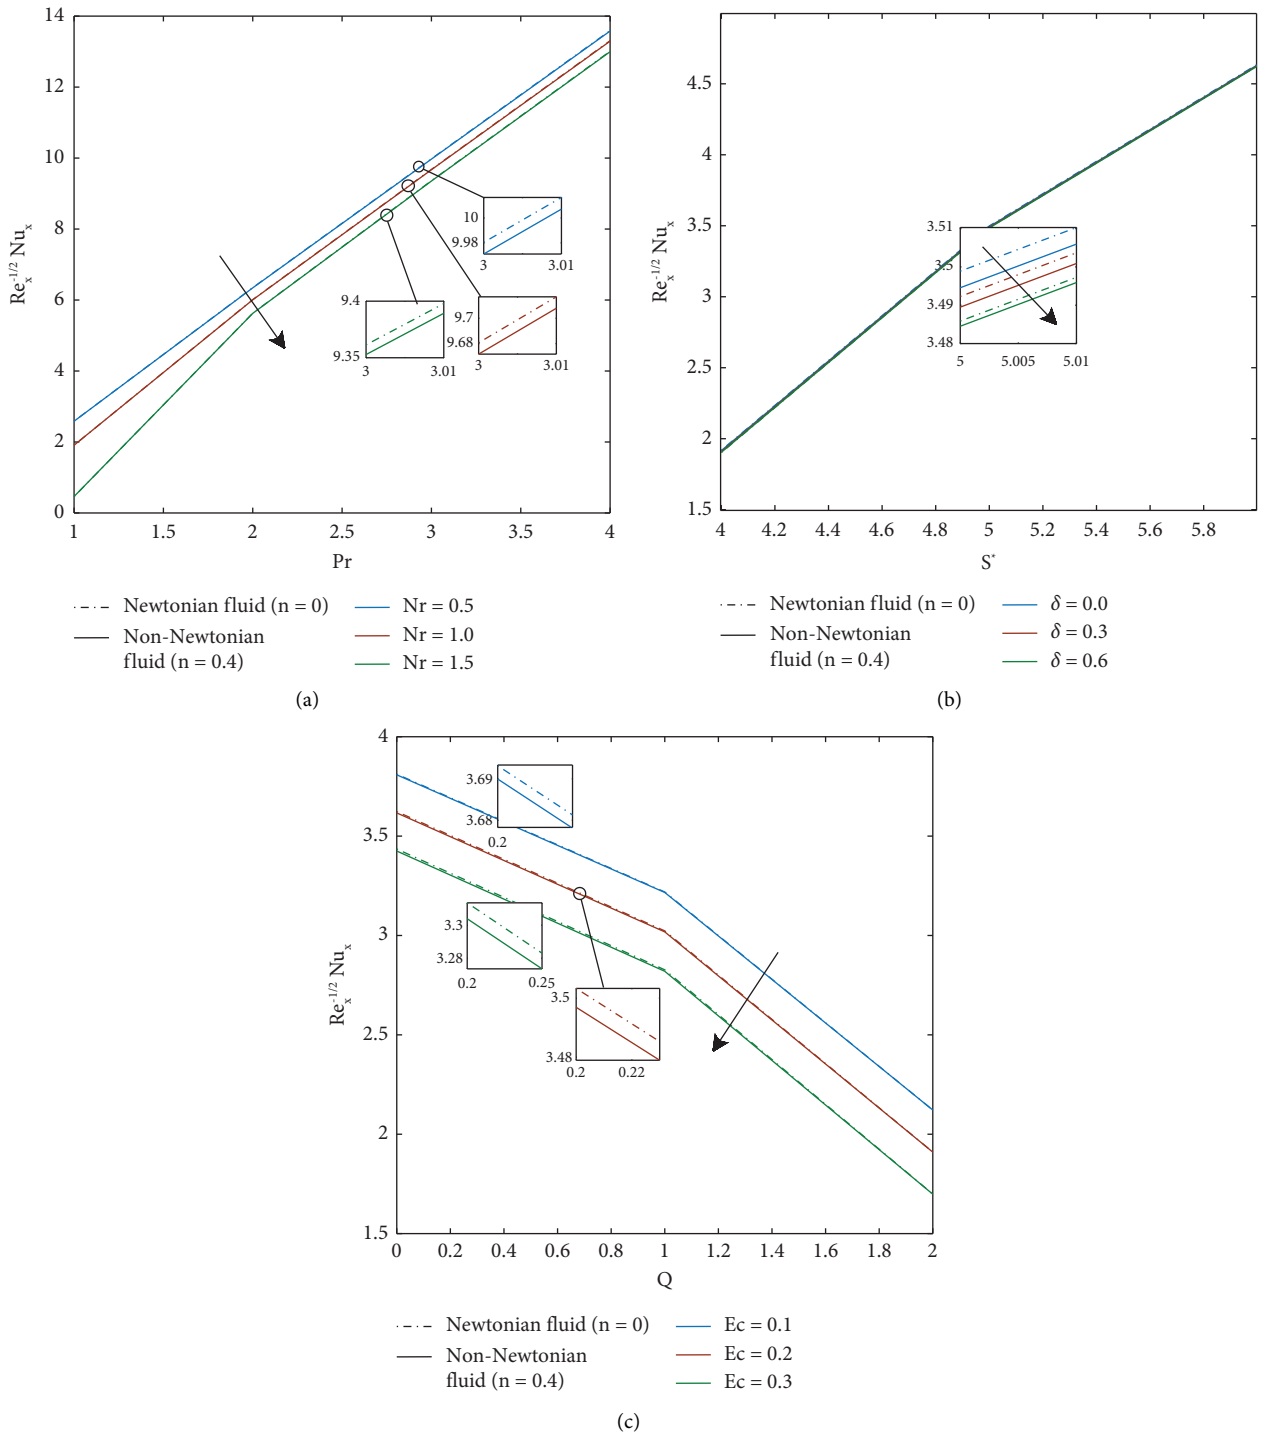 14
12
10
8
6
4
2
0
Re_x^{-1/2} Nu_x
1
1.5
2
2.5
3
3.5
4
Pr
10
9.98
3
3.01
9.4
9.35
3
3.01
9.7
9.68
3
3.01
Newtonian fluid (n = 0)
Non-Newtonian
fluid (n = 0.4)
Nr = 0.5
Nr = 1.0
Nr = 1.5
(a)
4.5
4
3.5
3
2.5
2
1.5
Re_x^{-1/2} Nu_x
4
4.2
4.4
4.6
4.8
5
5.2
5.4
5.6
5.8
S*
3.51
3.5
3.49
3.48
5
5.005
5.01
Newtonian fluid (n = 0)
Non-Newtonian
fluid (n = 0.4)
δ = 0.0
δ = 0.3
δ = 0.6
(b)
4
3.5
3
2.5
2
1.5
Re_x^{-1/2} Nu_x
0
0.2
0.4
0.6
0.8
1
1.2
1.4
1.6
1.8
2
Q
3.69
3.68
0.2
3.3
3.28
0.2
0.25
3.5
3.48
0.2
0.22
Newtonian fluid (n = 0)
Non-Newtonian
fluid (n = 0.4)
Ec = 0.1
Ec = 0.2
Ec = 0.3
(c)